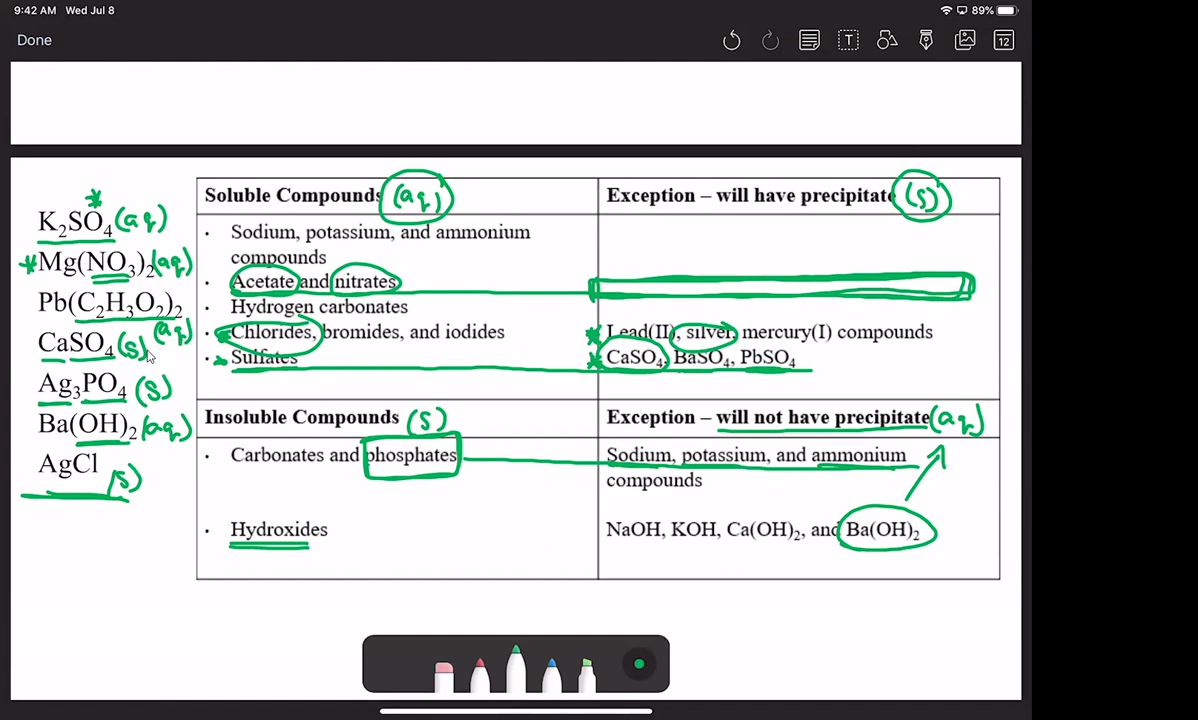 9:42 AM Wed Jul 8
89%
Done
T
12
K₂SO₄ (aq)
*
*Mg(NO₃)₂ (aq)
Pb(C₂H₃O₂)₂
(aq)
CaSO₄ (s)
Ag₃PO₄ (s)
Ba(OH)₂ (aq)
AgCl
(s)
Soluble Compounds (aq)
Exception – will have precipitate (s)
· Sodium, potassium, and ammonium
compounds
· Acetate and nitrates
· Hydrogen carbonates
· Chlorides, bromides, and iodides
* Lead(II), silver, mercury(I) compounds
· Sulfates
* CaSO₄, BaSO₄, PbSO₄
Insoluble Compounds (s)
Exception – will not have precipitate (aq)
· Carbonates and phosphates
Sodium, potassium, and ammonium
compounds
· Hydroxides
NaOH, KOH, Ca(OH)₂, and Ba(OH)₂